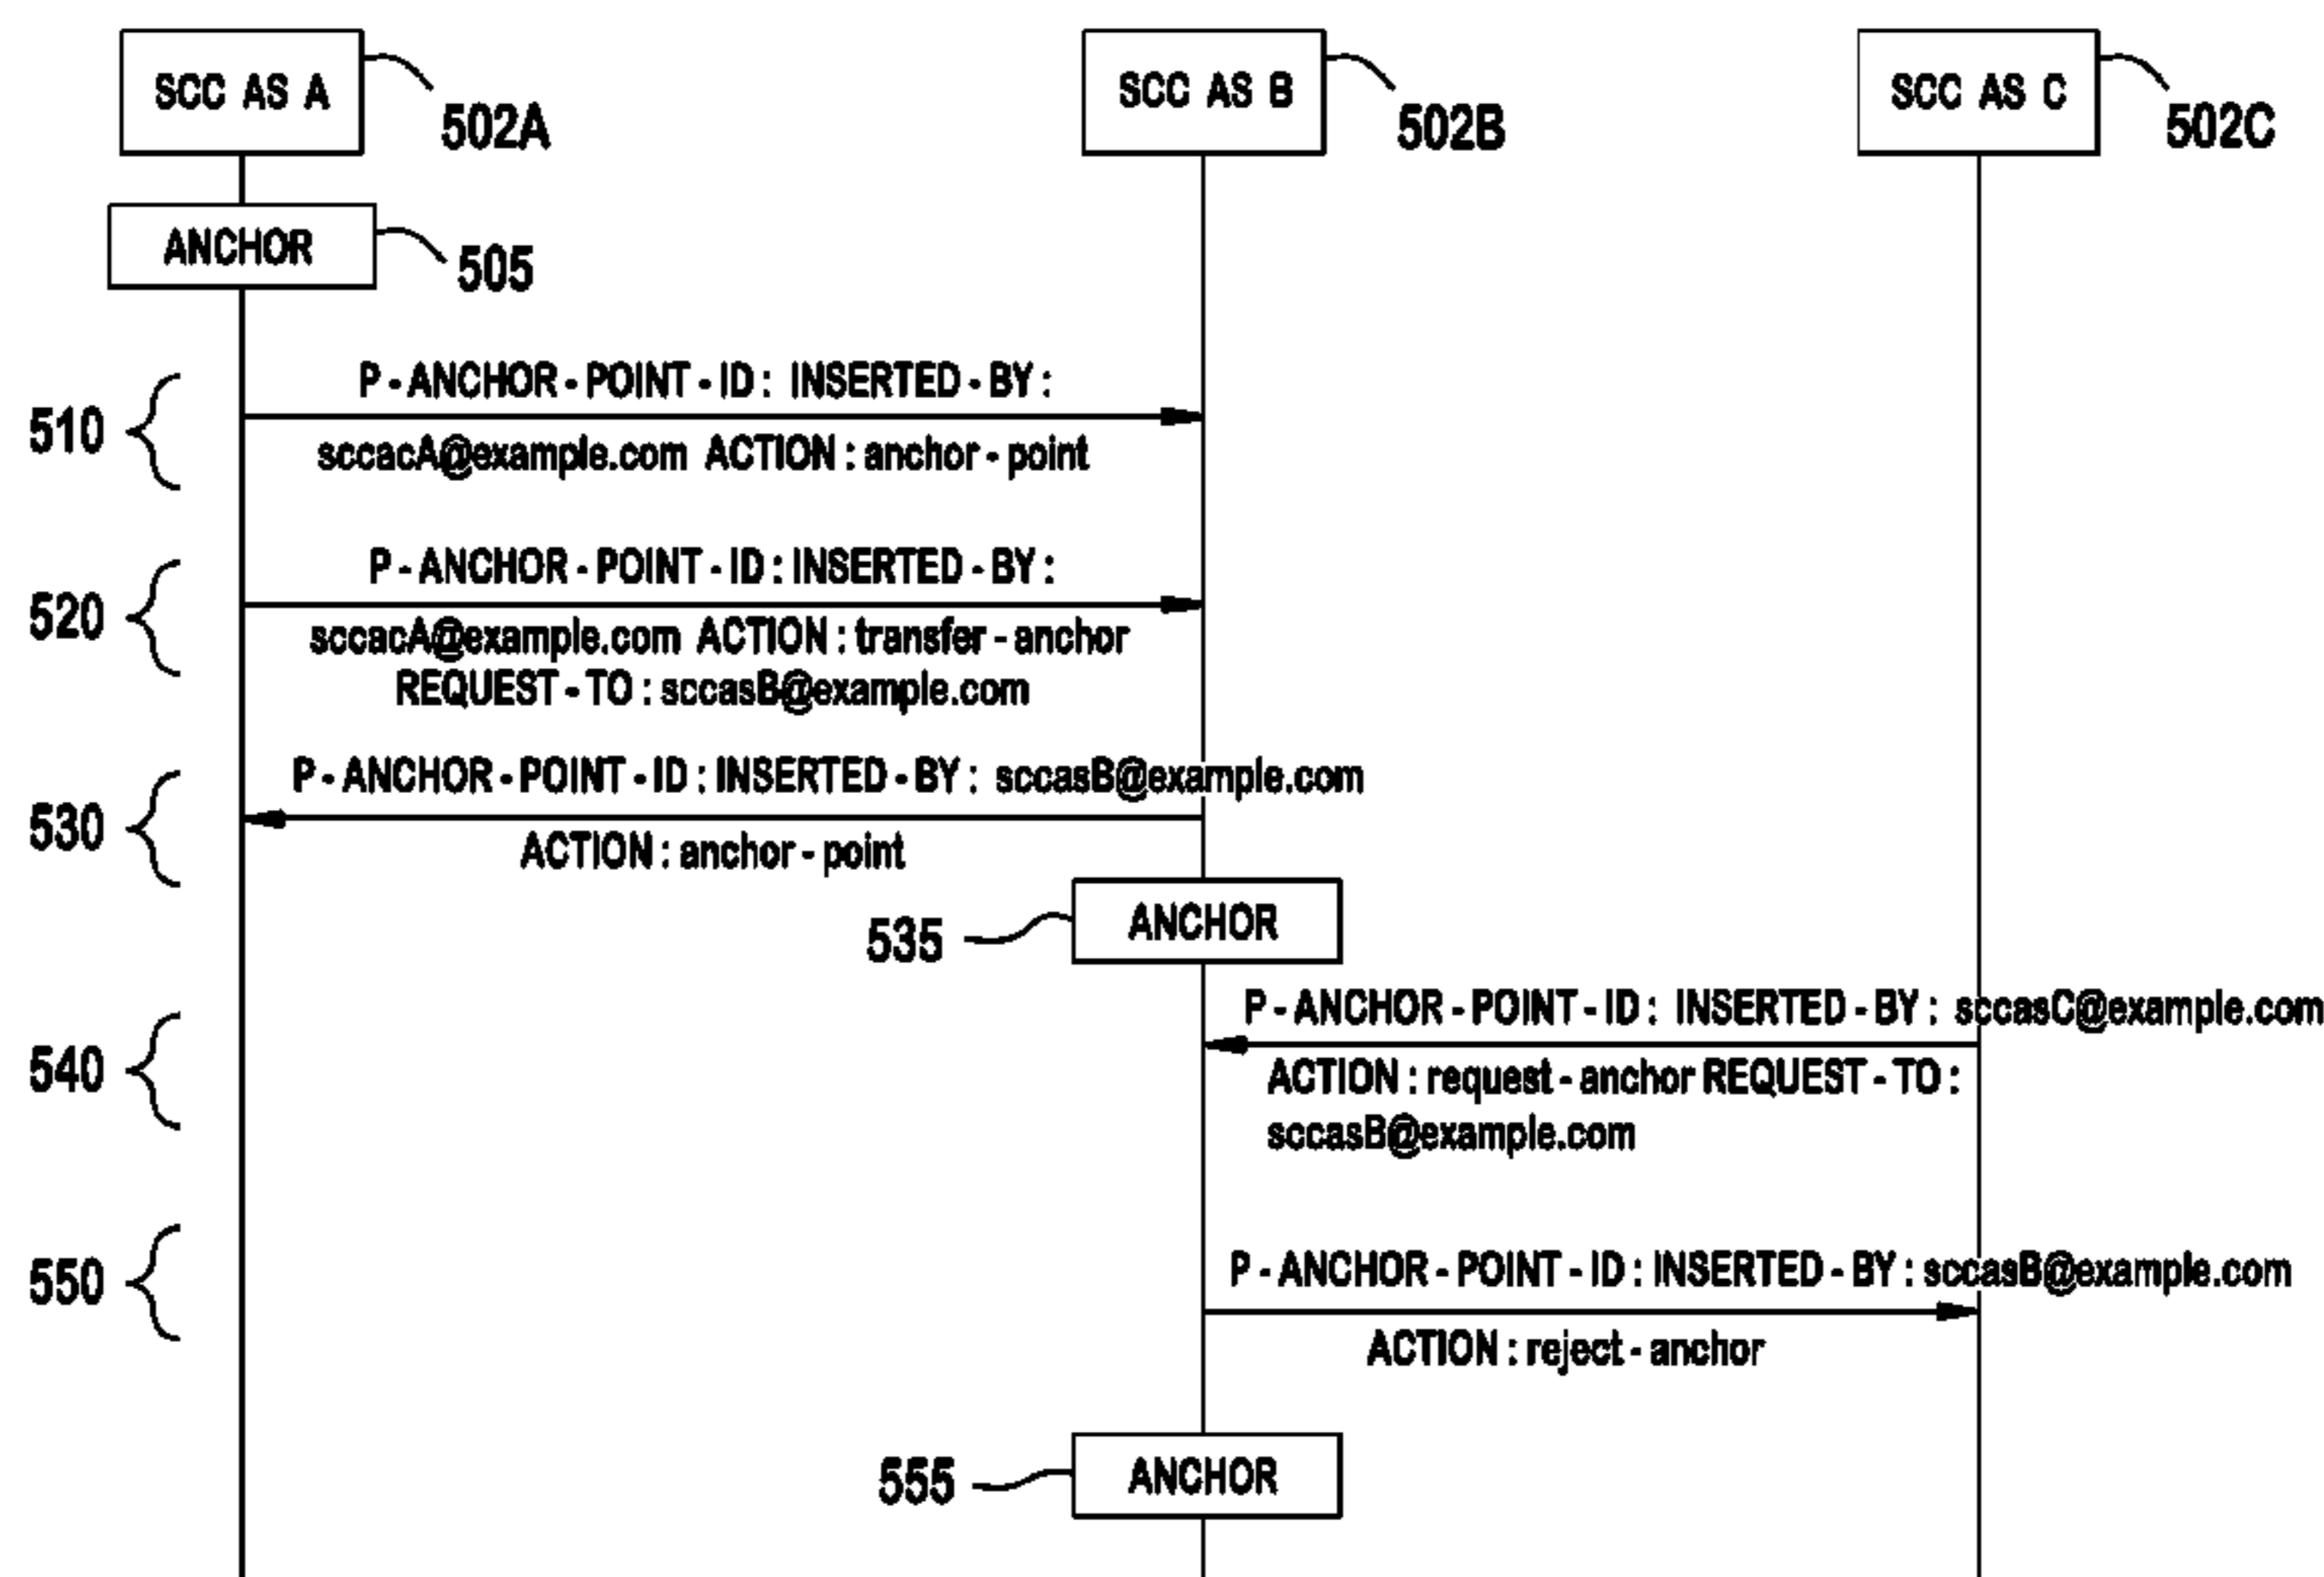 SCC AS A
502A
SCC AS B
502B
SCC AS C
502C
ANCHOR
505
510
P - ANCHOR - POINT - ID : INSERTED - BY :
sccacA@example.com ACTION : anchor - point
520
P - ANCHOR - POINT - ID : INSERTED - BY :
sccacA@example.com ACTION : transfer - anchor
REQUEST - TO : sccasB@example.com
530
P - ANCHOR - POINT - ID : INSERTED - BY : sccasB@example.com
ACTION : anchor - point
535
ANCHOR
540
P - ANCHOR - POINT - ID : INSERTED - BY : sccasC@example.com
ACTION : request - anchor REQUEST - TO :
sccasB@example.com
550
P - ANCHOR - POINT - ID : INSERTED - BY : sccasB@example.com
ACTION : reject - anchor
555
ANCHOR